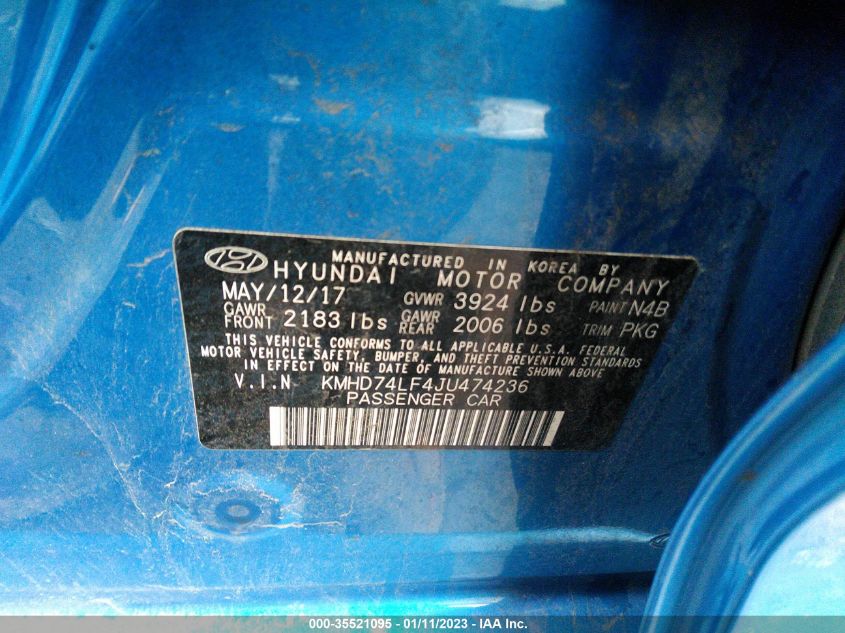 MANUFACTURED IN KOREA BY
HYUNDAI MOTOR COMPANY
MAY/12/17 GVWR 3924 lbs PAINT N4B
GAWR FRONT 2183 lbs GAWR REAR 2006 lbs TRIM PKG
THIS VEHICLE CONFORMS TO ALL APPLICABLE U.S.A. FEDERAL
MOTOR VEHICLE SAFETY, BUMPER, AND THEFT PREVENTION STANDARDS
IN EFFECT ON THE DATE OF MANUFACTURE SHOWN ABOVE
V.I.N KMHD74LF4JU474236
PASSENGER CAR
000-35521095 - 01/11/2023 - IAA Inc.